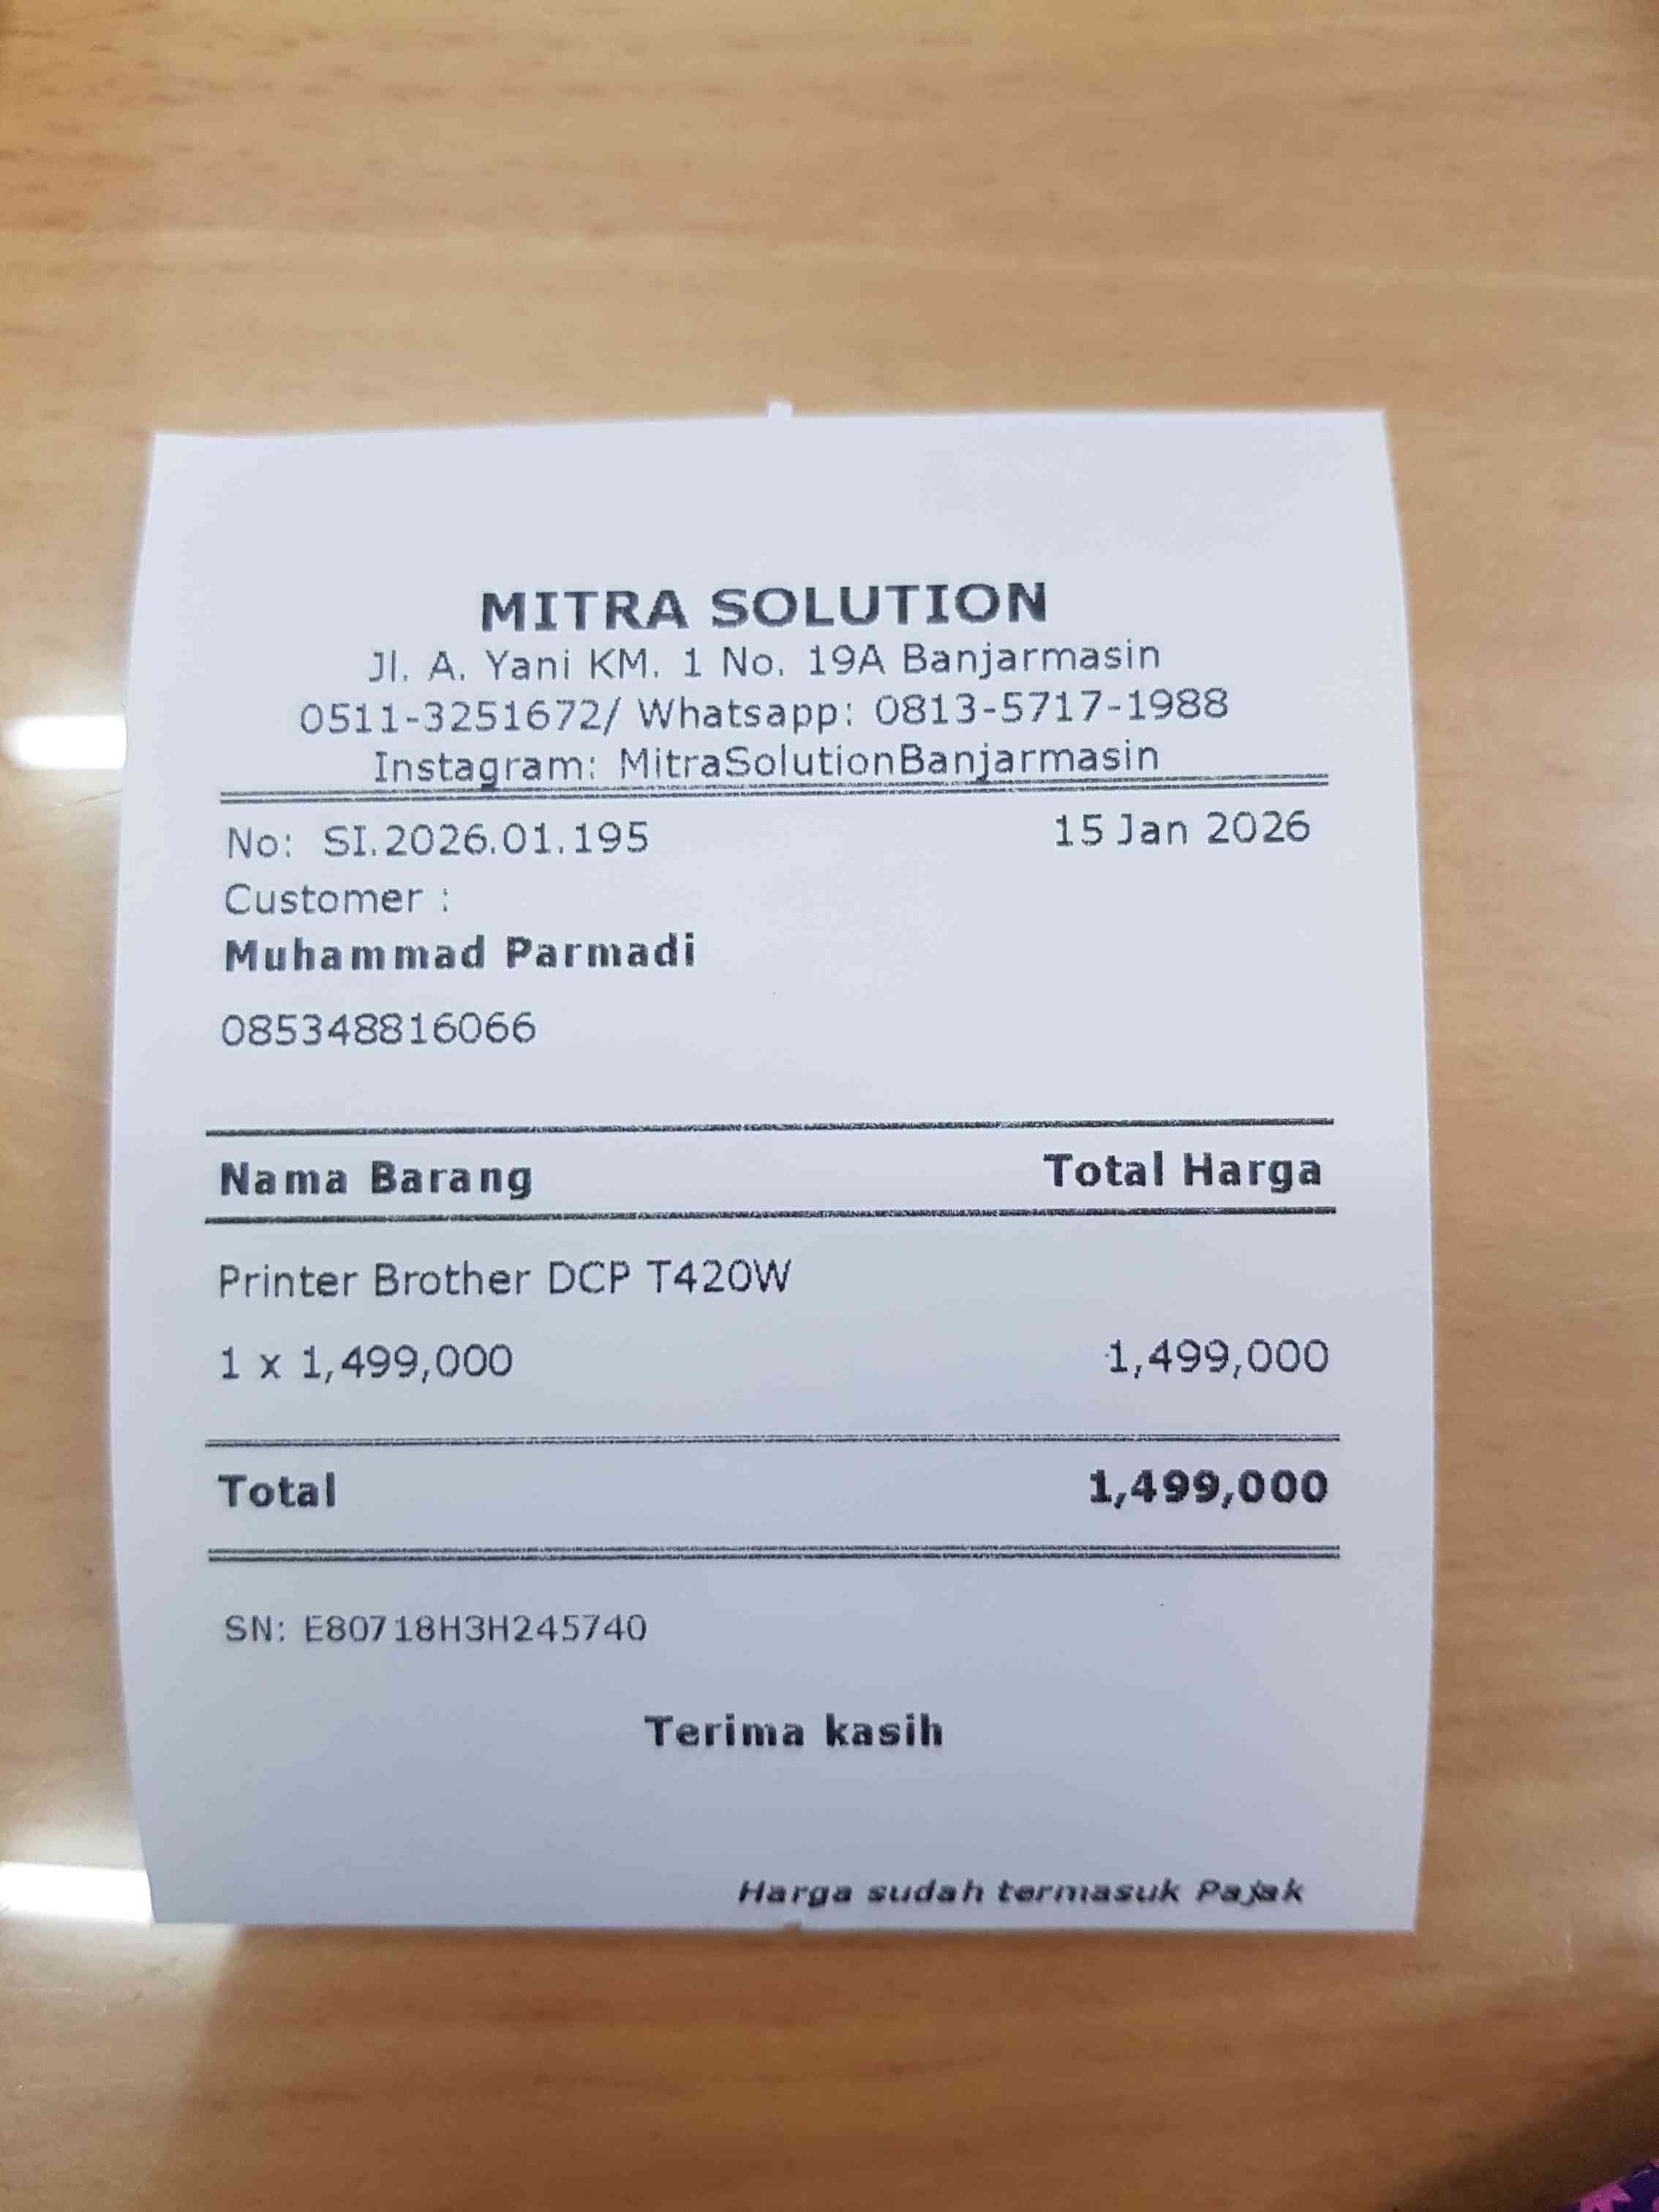 MITRA SOLUTION
Jl. A. Yani KM. 1 No. 19A Banjarmasin
0511-3251672/ Whatsapp: 0813-5717-1988
Instagram: MitraSolutionBanjarmasin
No: SI.2026.01.195 15 Jan 2026
Customer :
Muhammad Parmadi
085348816066
Nama Barang Total Harga
Printer Brother DCP T420W
1 x 1,499,000 1,499,000
Total 1,499,000
SN: E80718H3H245740
Terima kasih
Harga sudah termasuk Pajak